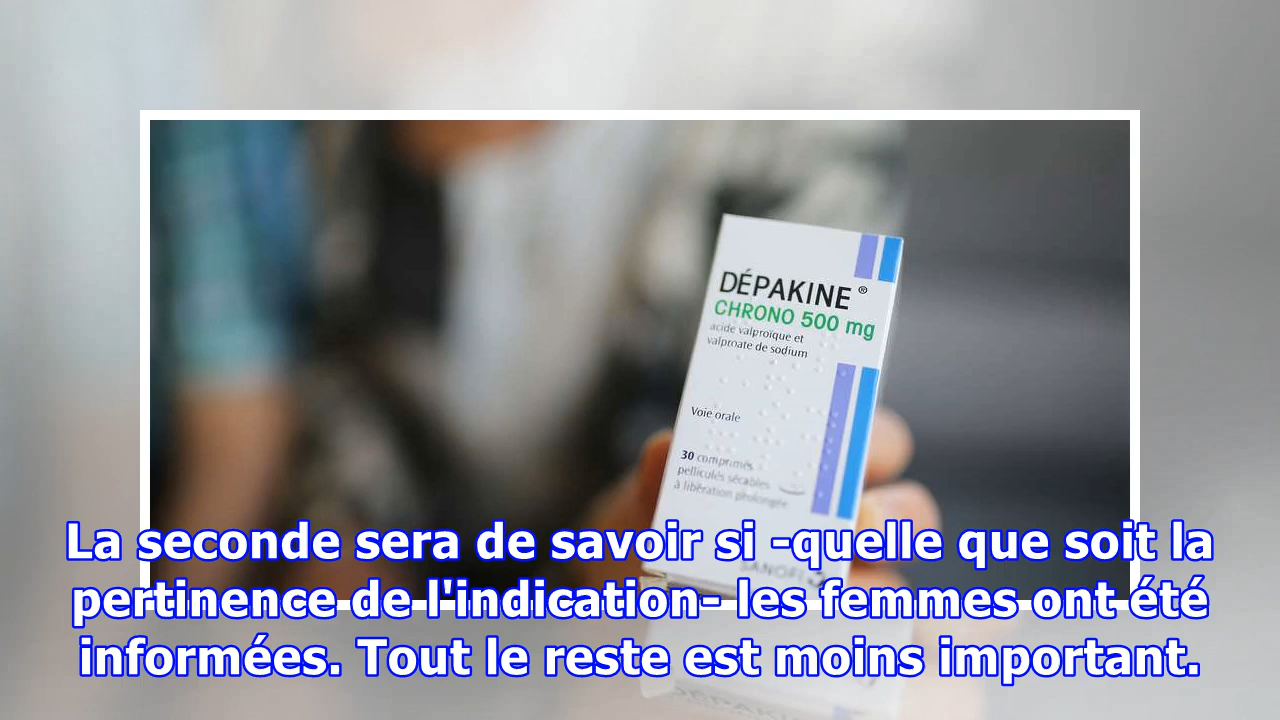 DÉPAKINE ®
CHRONO 500 mg
acide valproïque et
valproate de sodium
Voie orale
30 comprimés
pelliculés sécables
à libération prolongée
SANOFI
La seconde sera de savoir si -quelle que soit la
pertinence de l'indication- les femmes ont été
informées. Tout le reste est moins important.